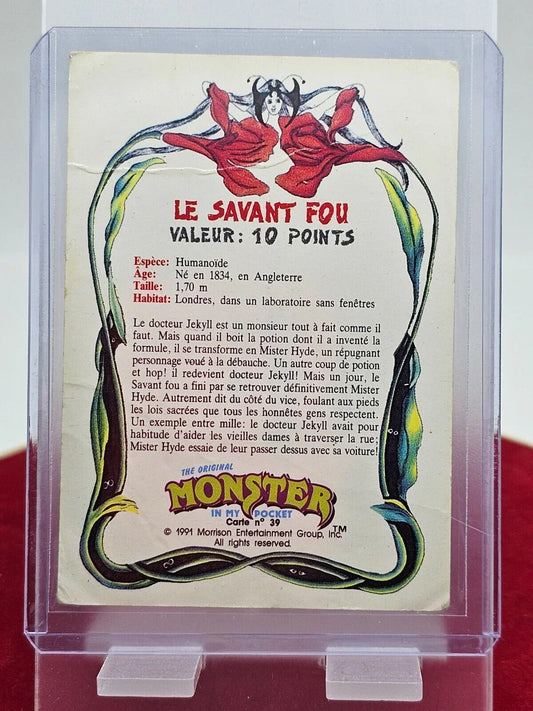 LE SAVANT FOU
VALEUR: 10 POINTS
Espèce: Humanoïde
Âge: Né en 1834, en Angleterre
Taille: 1,70 m
Habitat: Londres, dans un laboratoire sans fenêtres
Le docteur Jekyll est un monsieur tout à fait comme il
faut. Mais quand il boit la potion dont il a inventé la
formule, il se transforme en Mister Hyde, un répugnant
personnage voué à la débauche. Un autre coup de potion
et hop! il redevient docteur Jekyll! Mais un jour, le
Savant fou a fini par se retrouver définitivement Mister
Hyde. Autrement dit du côté du vice, foulant aux pieds
les lois sacrées que tous les honnêtes gens respectent.
Un exemple entre mille: le docteur Jekyll avait pour
habitude d'aider les vieilles dames à traverser la rue;
Mister Hyde essaie de leur passer dessus avec sa voiture!
THE ORIGINAL
MONSTER
IN MY POCKET
TM
Carte nº 39
© 1991 Morrison Entertainment Group, Inc.
All rights reserved.